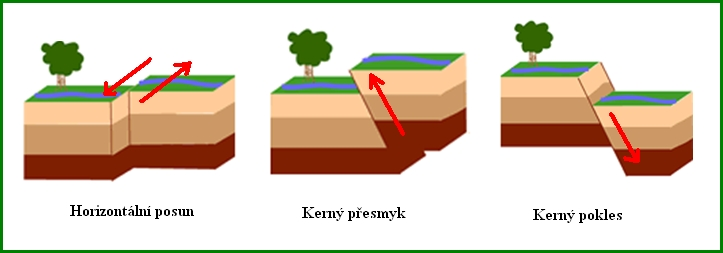 Horizontální posun
Kerný přesmyk
Kerný pokles